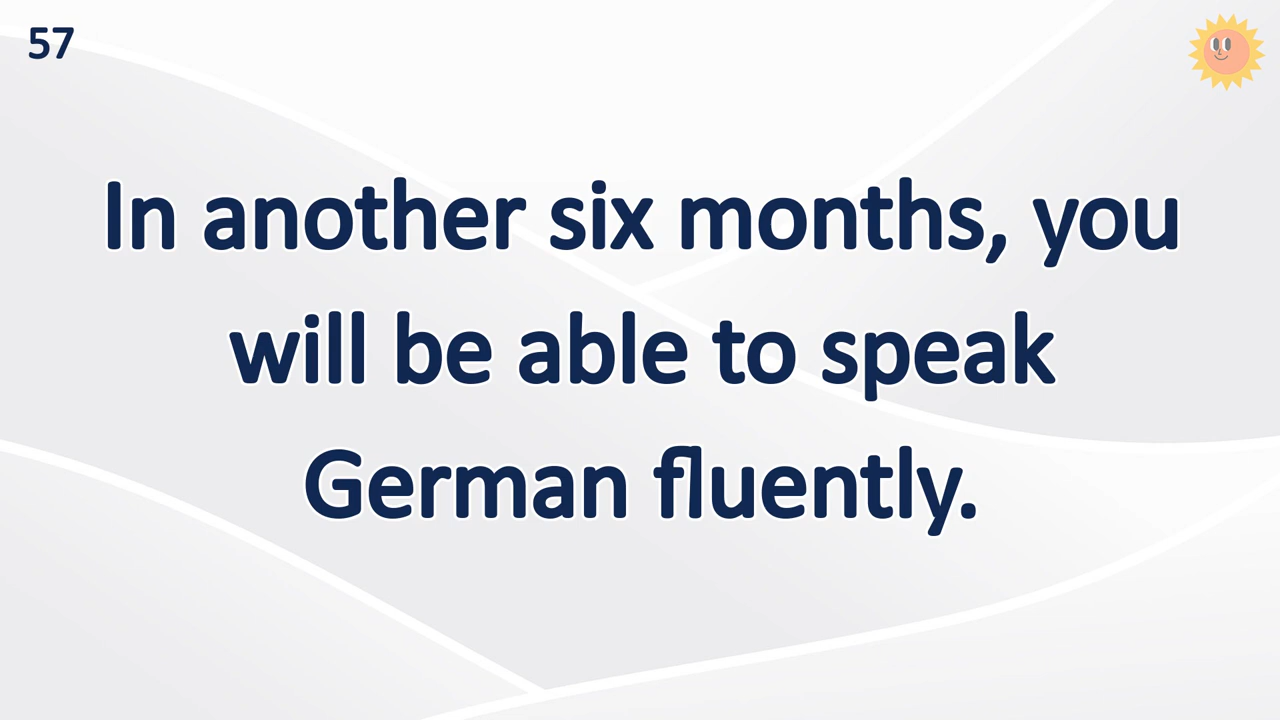 57
In another six months, you
will be able to speak
German fluently.